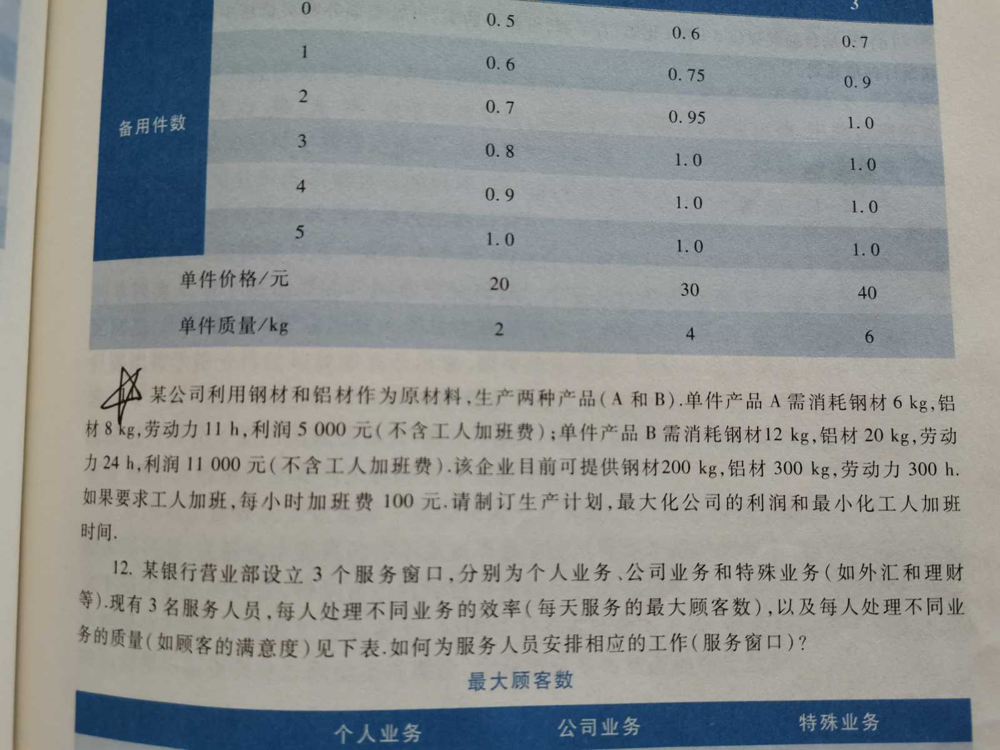 3
0 0.5 0.6 0.7
1 0.6 0.75 0.9
2 0.7 0.95 1.0
备用件数
3 0.8 1.0 1.0
4 0.9 1.0 1.0
5 1.0 1.0 1.0
单件价格/元 20 30 40
单件质量/kg 2 4 6
某公司利用钢材和铝材作为原材料,生产两种产品(A 和 B).单件产品 A 需消耗钢材 6 kg,铝
材 8 kg,劳动力 11 h,利润 5 000 元(不含工人加班费);单件产品 B 需消耗钢材12 kg,铝材 20 kg,劳动
力 24 h,利润 11 000 元(不含工人加班费).该企业目前可提供钢材200 kg,铝材 300 kg,劳动力 300 h.
如果要求工人加班,每小时加班费 100 元.请制订生产计划,最大化公司的利润和最小化工人加班
时间.
12. 某银行营业部设立 3 个服务窗口,分别为个人业务、公司业务和特殊业务(如外汇和理财
等).现有 3 名服务人员,每人处理不同业务的效率(每天服务的最大顾客数),以及每人处理不同业
务的质量(如顾客的满意度)见下表.如何为服务人员安排相应的工作(服务窗口)?
最大顾客数
个人业务 公司业务 特殊业务